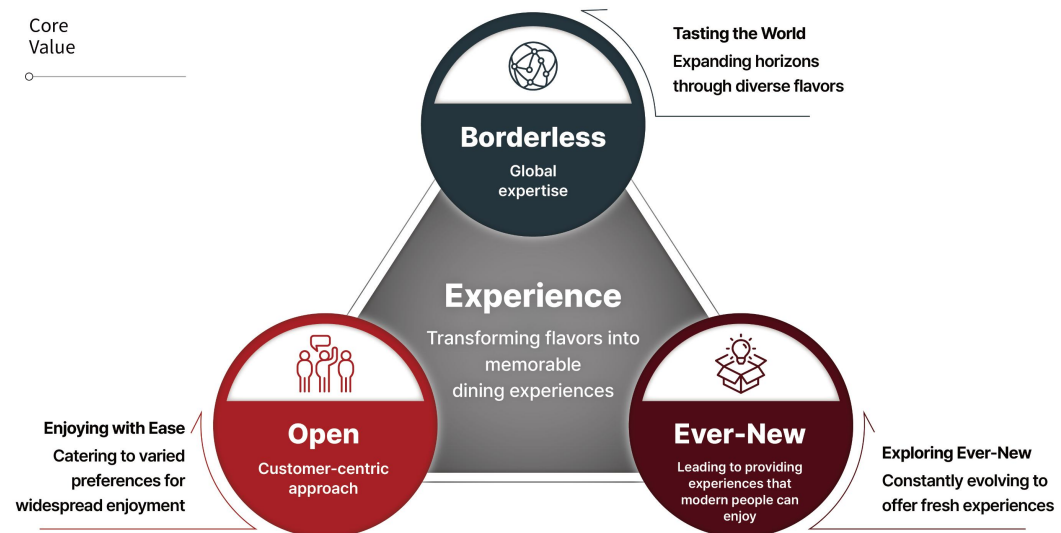 Core
Value
Tasting the World
Expanding horizons
through diverse flavors
Borderless
Global
expertise
Experience
Transforming flavors into
memorable
dining experiences
Enjoying with Ease
Catering to varied
preferences for
widespread enjoyment
Open
Customer-centric
approach
Ever-New
Leading to providing
experiences that
modern people can
enjoy
Exploring Ever-New
Constantly evolving to
offer fresh experiences